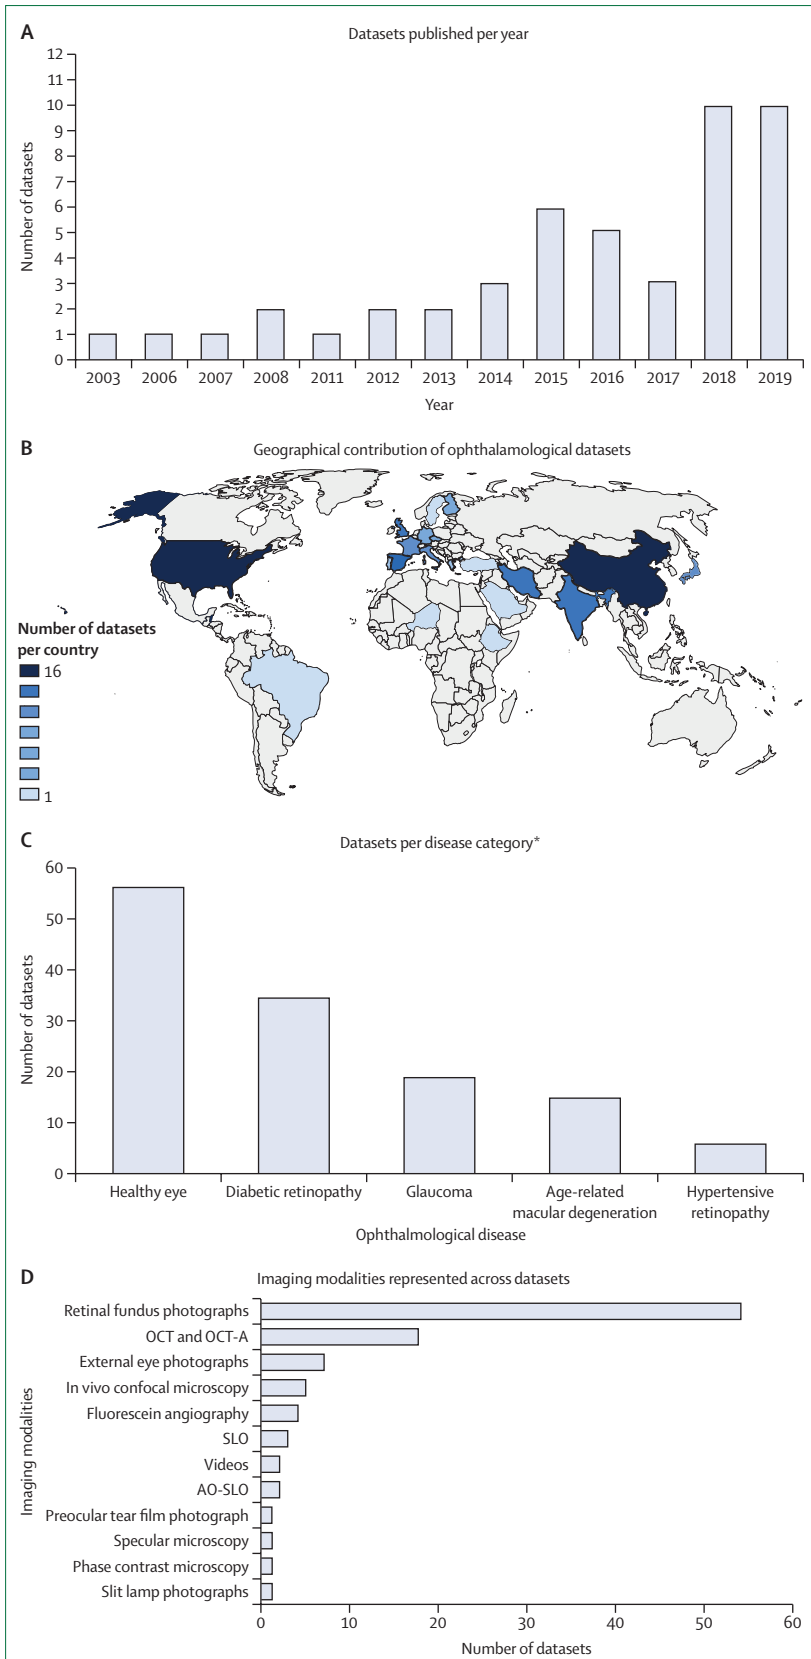 A
Datasets published per year
Number of datasets
12
11
10
9
8
7
6
5
4
3
2
1
0
2003 2006 2007 2008 2011 2012 2013 2014 2015 2016 2017 2018 2019
Year
B
Geographical contribution of ophthalamological datasets
Number of datasets
per country
16
1
C
Datasets per disease category*
Number of datasets
60
50
40
30
20
10
0
Healthy eye
Diabetic retinopathy
Glaucoma
Age-related
macular degeneration
Hypertensive
retinopathy
Ophthalmological disease
D
Imaging modalities represented across datasets
Imaging modalities
Retinal fundus photographs
OCT and OCT-A
External eye photographs
In vivo confocal microscopy
Fluorescein angiography
SLO
Videos
AO-SLO
Preocular tear film photograph
Specular microscopy
Phase contrast microscopy
Slit lamp photographs
0 10 20 30 40 50 60
Number of datasets